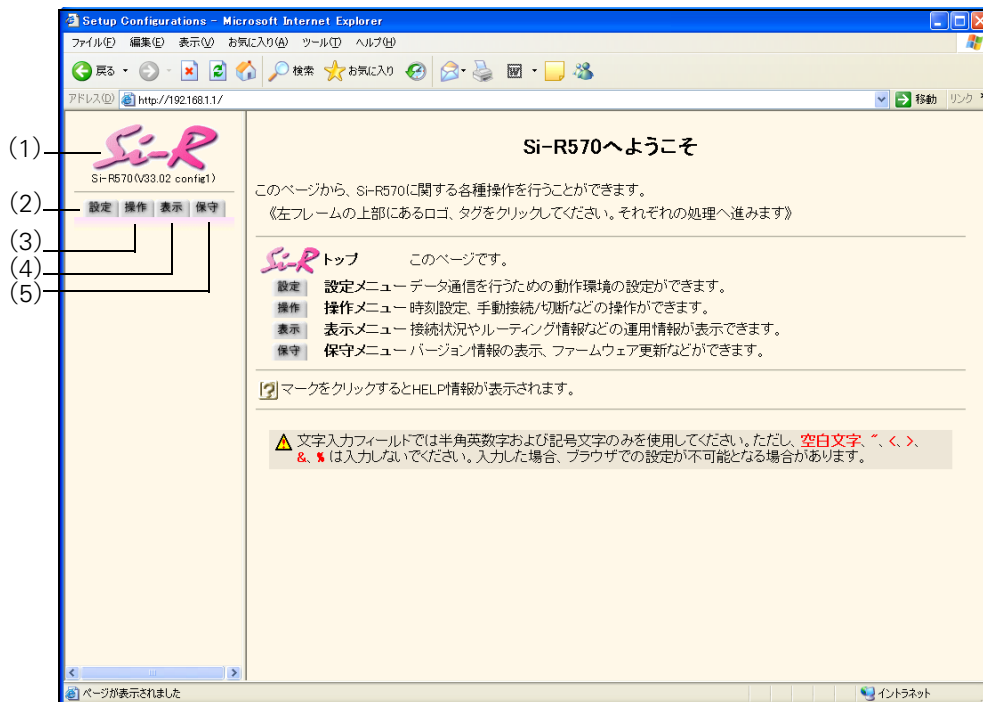 Setup Configurations - Microsoft Internet Explorer
ファイル(F) 編集(E) 表示(V) お気に入り(A) ツール(T) ヘルプ(H)
戻る 検索 お気に入り
アドレス(D) http://192.168.1.1/ 移動 リンク
(1)
Si-R
Si-R570(V33.02 config1)
(2)
設定 操作 表示 保守
(3)
(4)
(5)
Si-R570へようこそ
このページから、Si-R570に関する各種操作を行うことができます。
《左フレームの上部にあるロゴ、タグをクリックしてください。それぞれの処理へ進みます》
Si-R トップ このページです。
設定 設定メニュー データ通信を行うための動作環境の設定ができます。
操作 操作メニュー 時刻設定、手動接続/切断などの操作ができます。
表示 表示メニュー 接続状況やルーティング情報などの運用情報が表示できます。
保守 保守メニュー バージョン情報の表示、ファームウェア更新などができます。
? マークをクリックするとHELP情報が表示されます。
文字入力フィールドでは半角英数字および記号文字のみを使用してください。ただし、空白文字、"、<、>、
&、% は入力しないでください。入力した場合、ブラウザでの設定が不可能となる場合があります。
ページが表示されました イントラネット